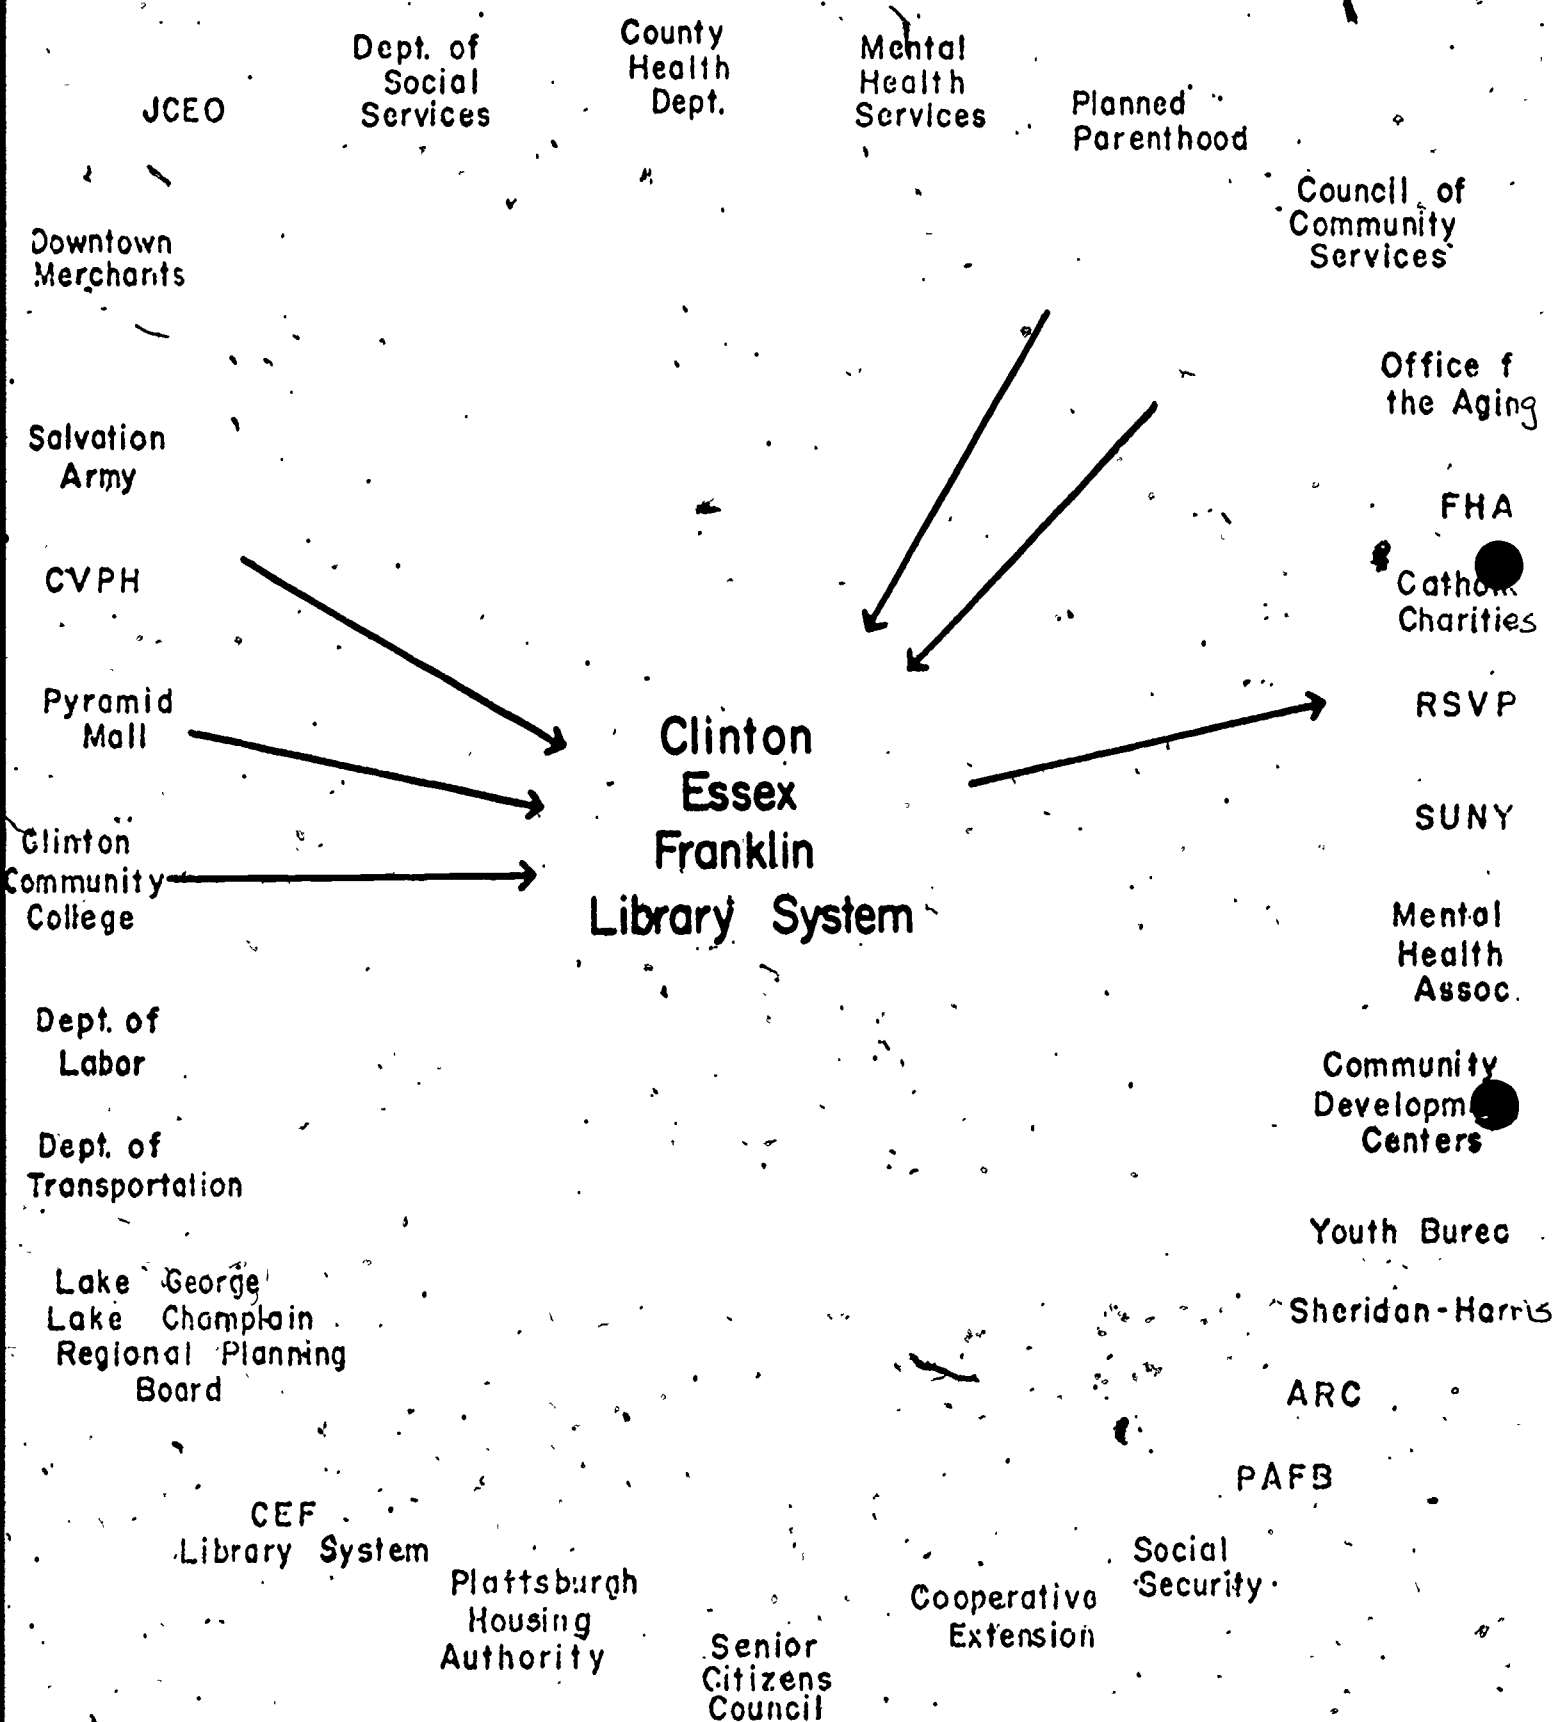 JCEO
Dept. of
Social
Services
County
Health
Dept.
Mental
Health
Services
Planned
Parenthood
Council of
Community
Services
Downtown
Merchants
Office
the Aging
Salvation
Army
FHA
CVPH
Charities
Pyramid
Mall
RSVP
Clinton
Essex
Franklin
Library System
SUNY
Clinton
Community
College
Mental
Health
Assoc.
Dept. of
Labor
Community
Centers
Dept. of
Transportation
Youth
Lake George
Lake Champlain
Regional Planning
Board
Sheridan-Harris
ARC
PAFB
CEF
Library System
Social
Security
Plattsburgh
Housing
Authority
Cooperative
Extension
Senior
Citizens
Council